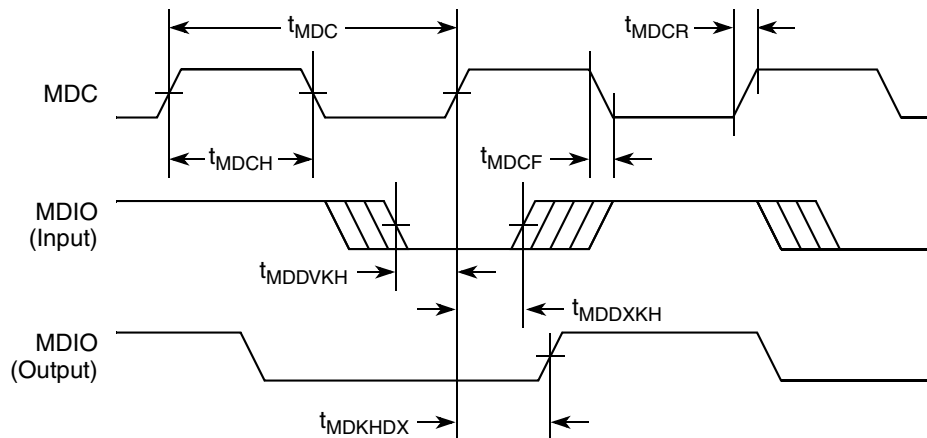 tMDC
tMDCR
MDC
tMDCH
tMDCF
MDIO
(Input)
tMDDVKH
tMDDXKH
MDIO
(Output)
tMDKHDX